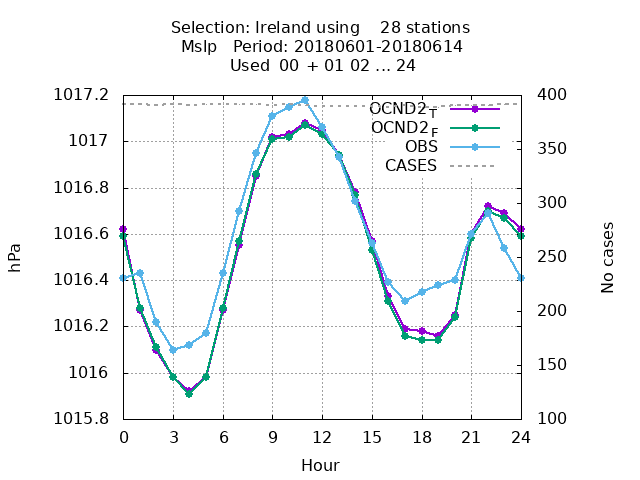 Selection: Ireland using    28 stations
Mslp   Period: 20180601-20180614
Used  00 + 01 02 ... 24
1017.2
1017
1016.8
1016.6
1016.4
1016.2
1016
1015.8
hPa
OCND2_T
OCND2_F
OBS
CASES
400
350
300
250
200
150
100
No cases
0 3 6 9 12 15 18 21 24
Hour